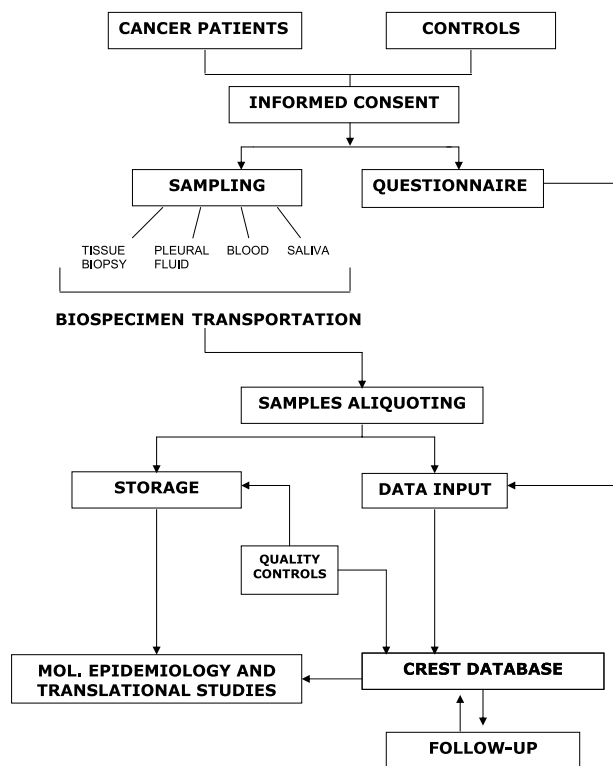 CANCER PATIENTS
CONTROLS
INFORMED CONSENT
SAMPLING
QUESTIONNAIRE
TISSUE
BIOPSY
PLEURAL
FLUID
BLOOD
SALIVA
BIOSPECIMEN TRANSPORTATION
SAMPLES ALIQUOTING
STORAGE
DATA INPUT
QUALITY
CONTROLS
MOL. EPIDEMIOLOGY AND
TRANSLATIONAL STUDIES
CREST DATABASE
FOLLOW-UP